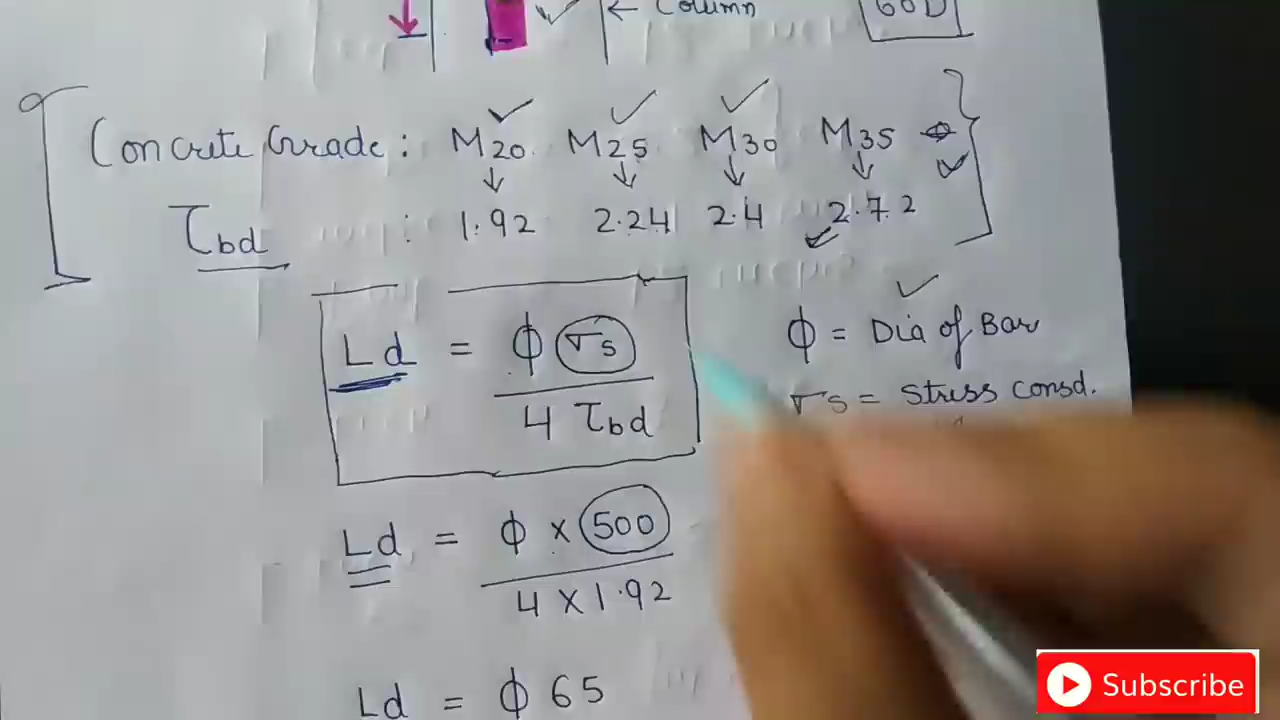 ← Column
60D
Concrete Grade : M20 M25 M30 M35
↓ ↓ ↓ ↓
τbd : 1.92 2.24 2.4 2.72
Ld = ϕ σs / 4 τbd
ϕ = Dia of Bar
σs = Stress Consd.
Ld = ϕ x 500 / 4 X 1.92
Ld = ϕ 65
Subscribe